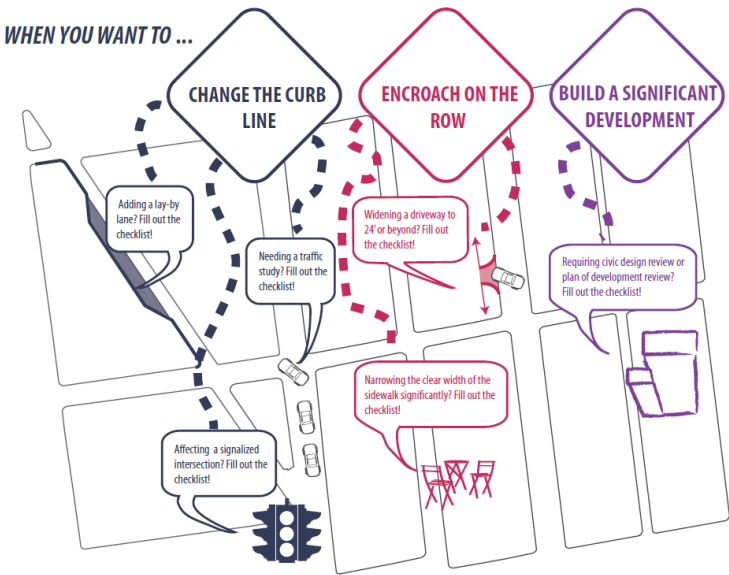 WHEN YOU WANT TO ...
CHANGE THE CURB
LINE
ENCROACH ON THE
ROW
BUILD A SIGNIFICANT
DEVELOPMENT
Adding a lay-by
lane? Fill out the
checklist!
Needing a traffic
study? Fill out the
checklist!
Widening a driveway to
24' or beyond? Fill out
the checklist!
Requiring civic design review or
plan of development review?
Fill out the checklist!
Narrowing the clear width of the
sidewalk significantly? Fill out the
checklist!
Affecting a signalized
intersection? Fill out the
checklist!